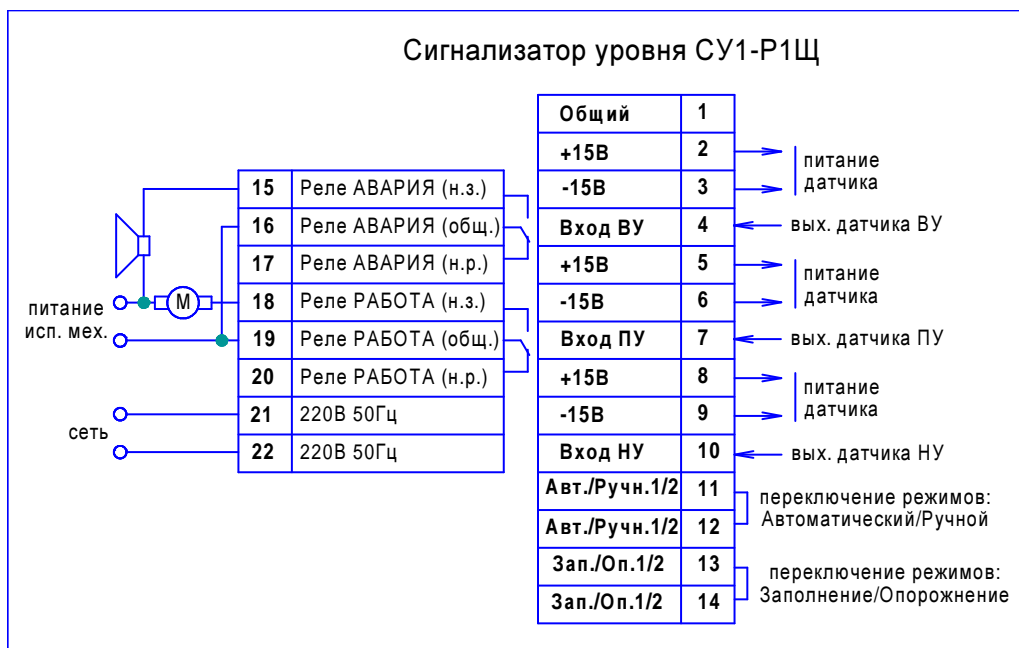 Сигнализатор уровня СУ1-Р1Щ
Общий 1
+15В 2
-15В 3
питание
датчика
Вход ВУ 4 вых. датчика ВУ
+15В 5
-15В 6
питание
датчика
Вход ПУ 7 вых. датчика ПУ
+15В 8
-15В 9
питание
датчика
Вход НУ 10 вых. датчика НУ
Авт./Ручн.1/2 11
Авт./Ручн.1/2 12
переключение режимов:
Автоматический/Ручной
Зап./Оп.1/2 13
Зап./Оп.1/2 14
переключение режимов:
Заполнение/Опорожнение
15 Реле АВАРИЯ (н.з.)
16 Реле АВАРИЯ (общ.)
17 Реле АВАРИЯ (н.р.)
18 Реле РАБОТА (н.з.)
19 Реле РАБОТА (общ.)
20 Реле РАБОТА (н.р.)
21 220В 50Гц
22 220В 50Гц
М
питание
исп. мех.
сеть